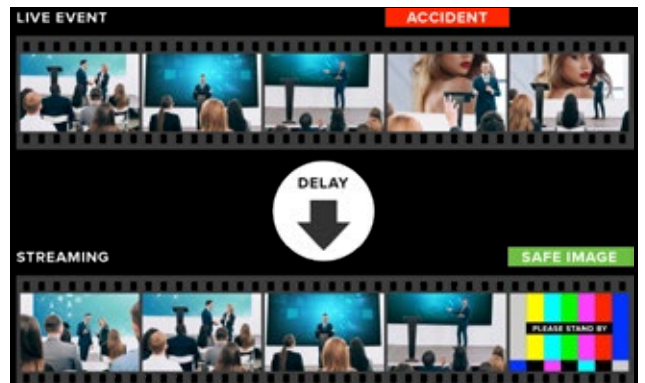 LIVE EVENT
ACCIDENT
DELAY
STREAMING
SAFE IMAGE
PLEASE STAND BY